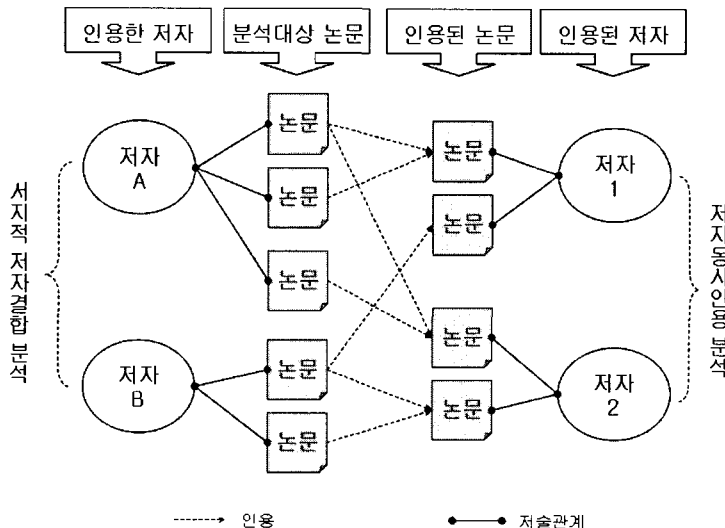 인용한 저자
분석대상 논문
인용된 논문
인용된 저자
서지적 저자결합 분석
저자
A
저자
B
논문
논문
논문
논문
논문
논문
논문
논문
논문
저자
1
저자
2
저자동시인용 분석
인용
저술관계